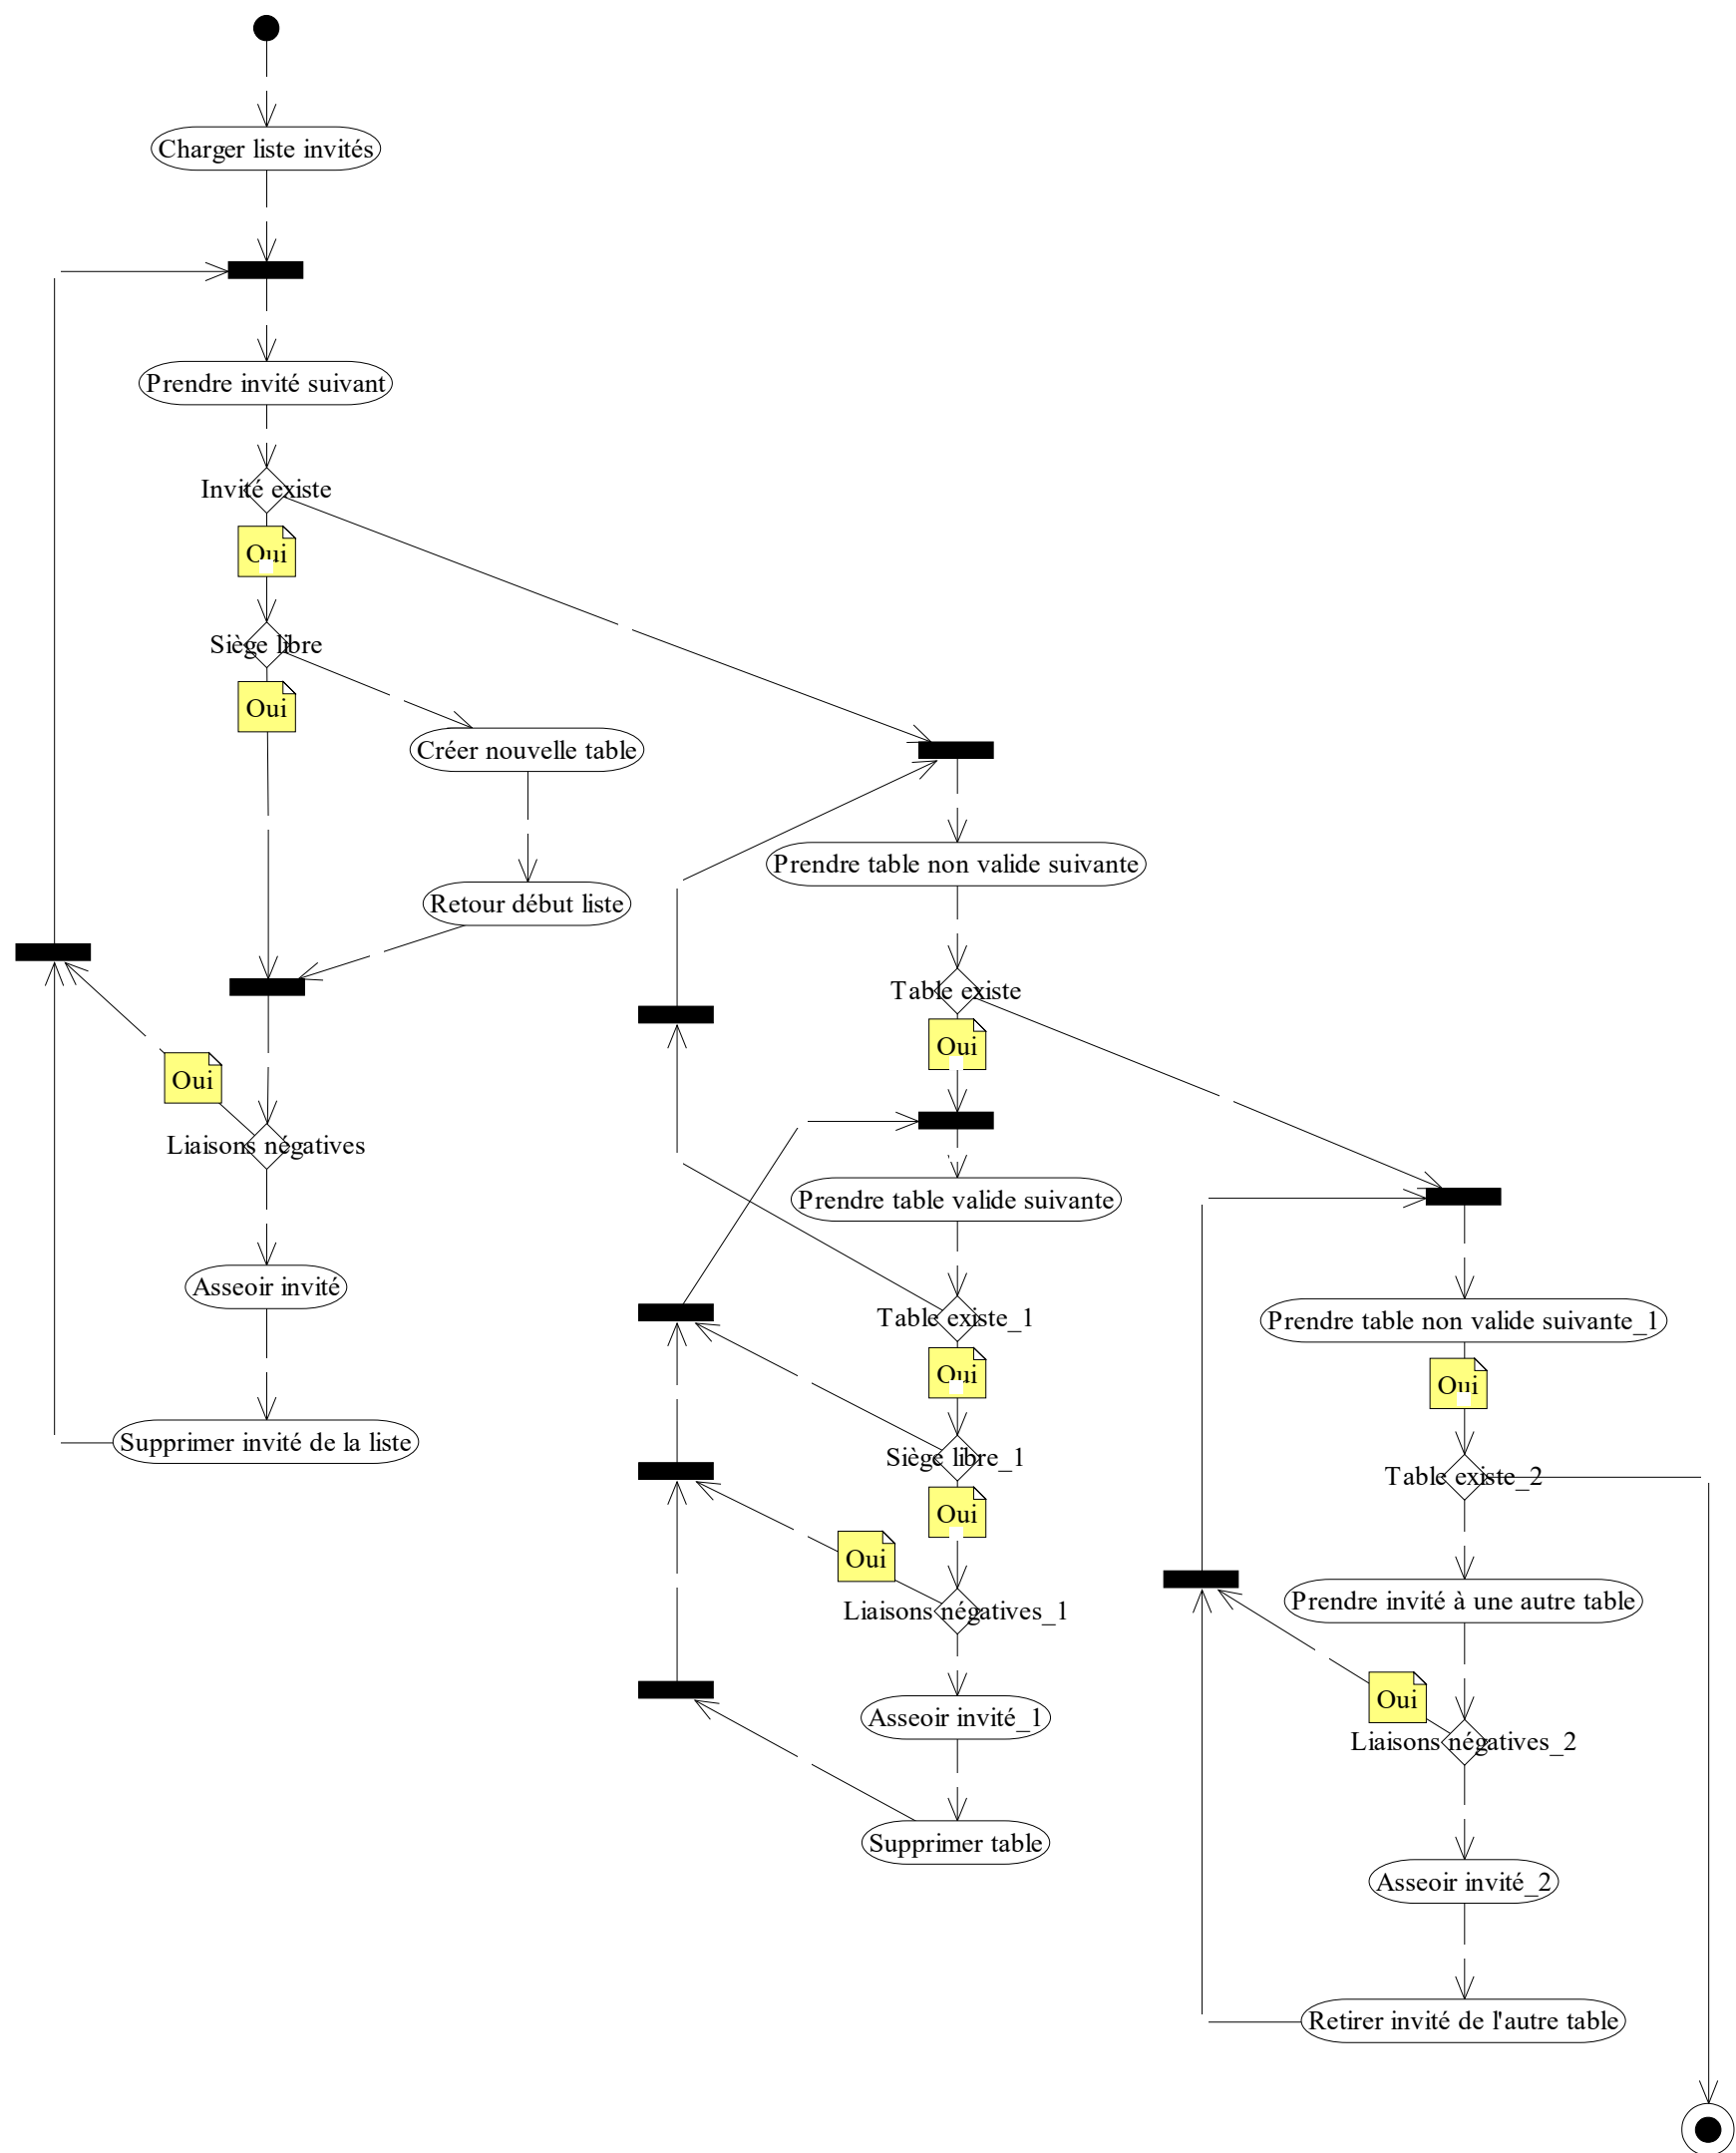 Charger liste invités
Prendre invité suivant
Invité existe
Oui
Siège libre
Oui
Créer nouvelle table
Retour début liste
Oui
Liaisons négatives
Asseoir invité
Supprimer invité de la liste
Prendre table non valide suivante
Table existe
Oui
Prendre table valide suivante
Table existe_1
Oui
Siège libre_1
Oui
Oui
Liaisons négatives_1
Asseoir invité_1
Supprimer table
Prendre table non valide suivante_1
Oui
Table existe_2
Prendre invité à une autre table
Oui
Liaisons négatives_2
Asseoir invité_2
Retirer invité de l'autre table